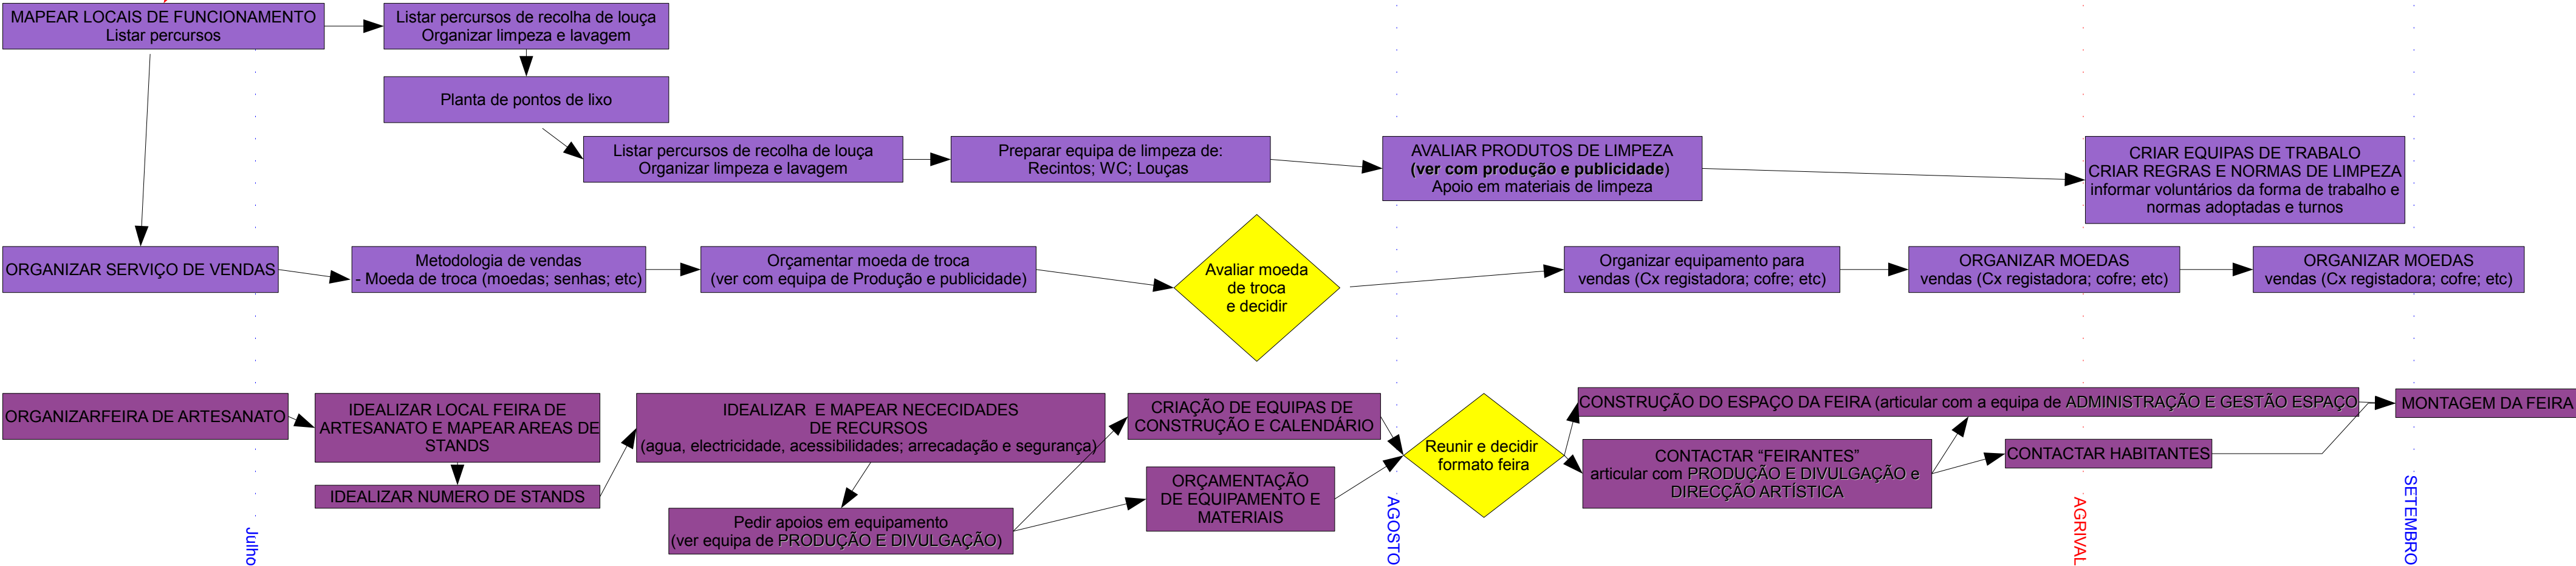 MAPEAR LOCAIS DE FUNCIONAMENTO
Listar percursos
Listar percursos de recolha de louça
Organizar limpeza e lavagem
Planta de pontos de lixo
Listar percursos de recolha de louça
Organizar limpeza e lavagem
Preparar equipa de limpeza de:
Recintos; WC; Louças
AVALIAR PRODUTOS DE LIMPEZA
(ver com produção e publicidade)
Apoio em materiais de limpeza
CRIAR EQUIPAS DE TRABALO
CRIAR REGRAS E NORMAS DE LIMPEZA
informar voluntários da forma de trabalho e
normas adoptadas e turnos
ORGANIZAR SERVIÇO DE VENDAS
Metodologia de vendas
- Moeda de troca (moedas; senhas; etc)
Orçamentar moeda de troca
(ver com equipa de Produção e publicidade)
Avaliar moeda
de troca
e decidir
Organizar equipamento para
vendas (Cx registadora; cofre; etc)
ORGANIZAR MOEDAS
vendas (Cx registadora; cofre; etc)
ORGANIZAR MOEDAS
vendas (Cx registadora; cofre; etc)
ORGANIZARFEIRA DE ARTESANATO
IDEALIZAR LOCAL FEIRA DE
ARTESANATO E MAPEAR AREAS DE
STANDS
IDEALIZAR NUMERO DE STANDS
IDEALIZAR E MAPEAR NECECIDADES
DE RECURSOS
(agua, electricidade, acessibilidades; arrecadação e segurança)
Pedir apoios em equipamento
(ver equipa de PRODUÇÃO E DIVULGAÇÃO)
CRIAÇÃO DE EQUIPAS DE
CONSTRUÇÃO E CALENDÁRIO
ORÇAMENTAÇÃO
DE EQUIPAMENTO E
MATERIAIS
Reunir e decidir
formato feira
CONSTRUÇÃO DO ESPAÇO DA FEIRA (articular com a equipa de ADMINISTRAÇÃO E GESTÃO ESPAÇO
CONTACTAR “FEIRANTES”
articular com PRODUÇÃO E DIVULGAÇÃO e
DIRECÇÃO ARTÍSTICA
CONTACTAR HABITANTES
MONTAGEM DA FEIRA
Julho
AGOSTO
AGRIVAL
SETEMBRO